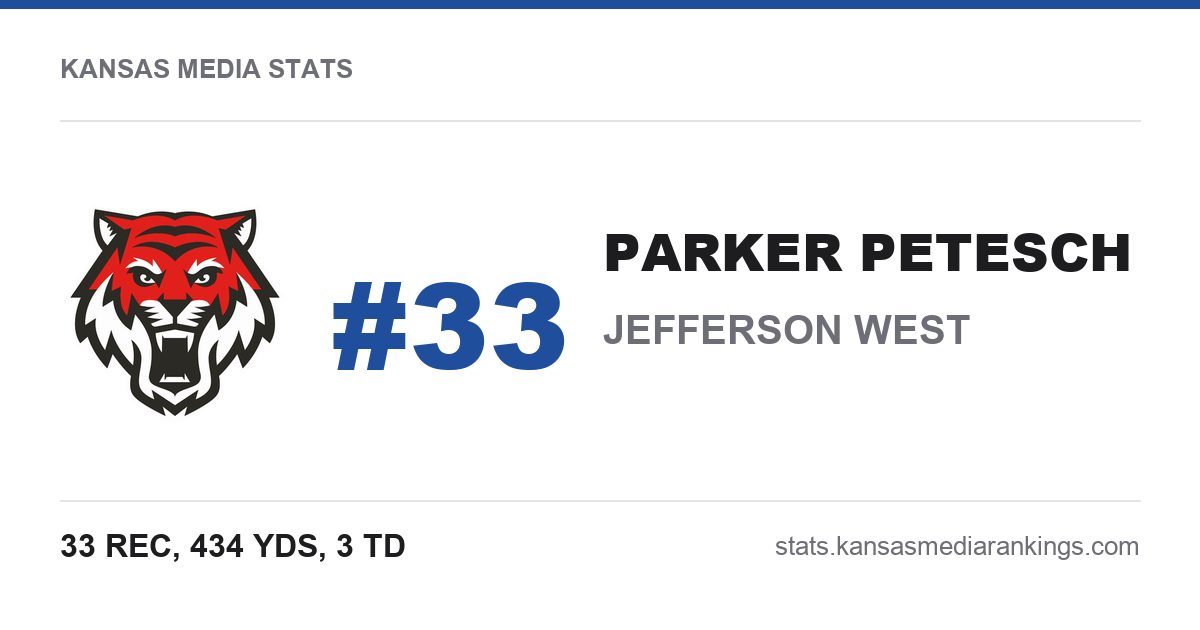 KANSAS MEDIA STATS
#33
PARKER PETESCH
JEFFERSON WEST
33 REC, 434 YDS, 3 TD
stats.kansasmediarankings.com